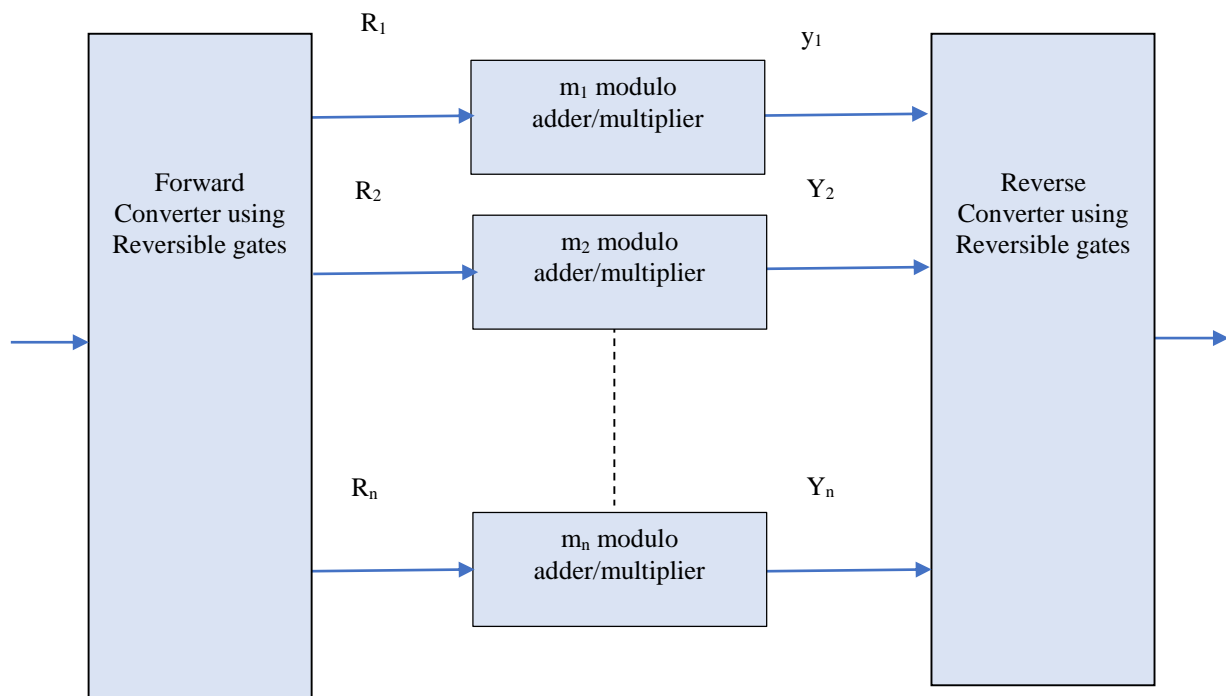 R₁
y₁
m₁ modulo
adder/multiplier
Forward
Converter using
Reversible gates
R₂
Y₂
m₂ modulo
adder/multiplier
Reverse
Converter using
Reversible gates
Rₙ
Yₙ
mₙ modulo
adder/multiplier